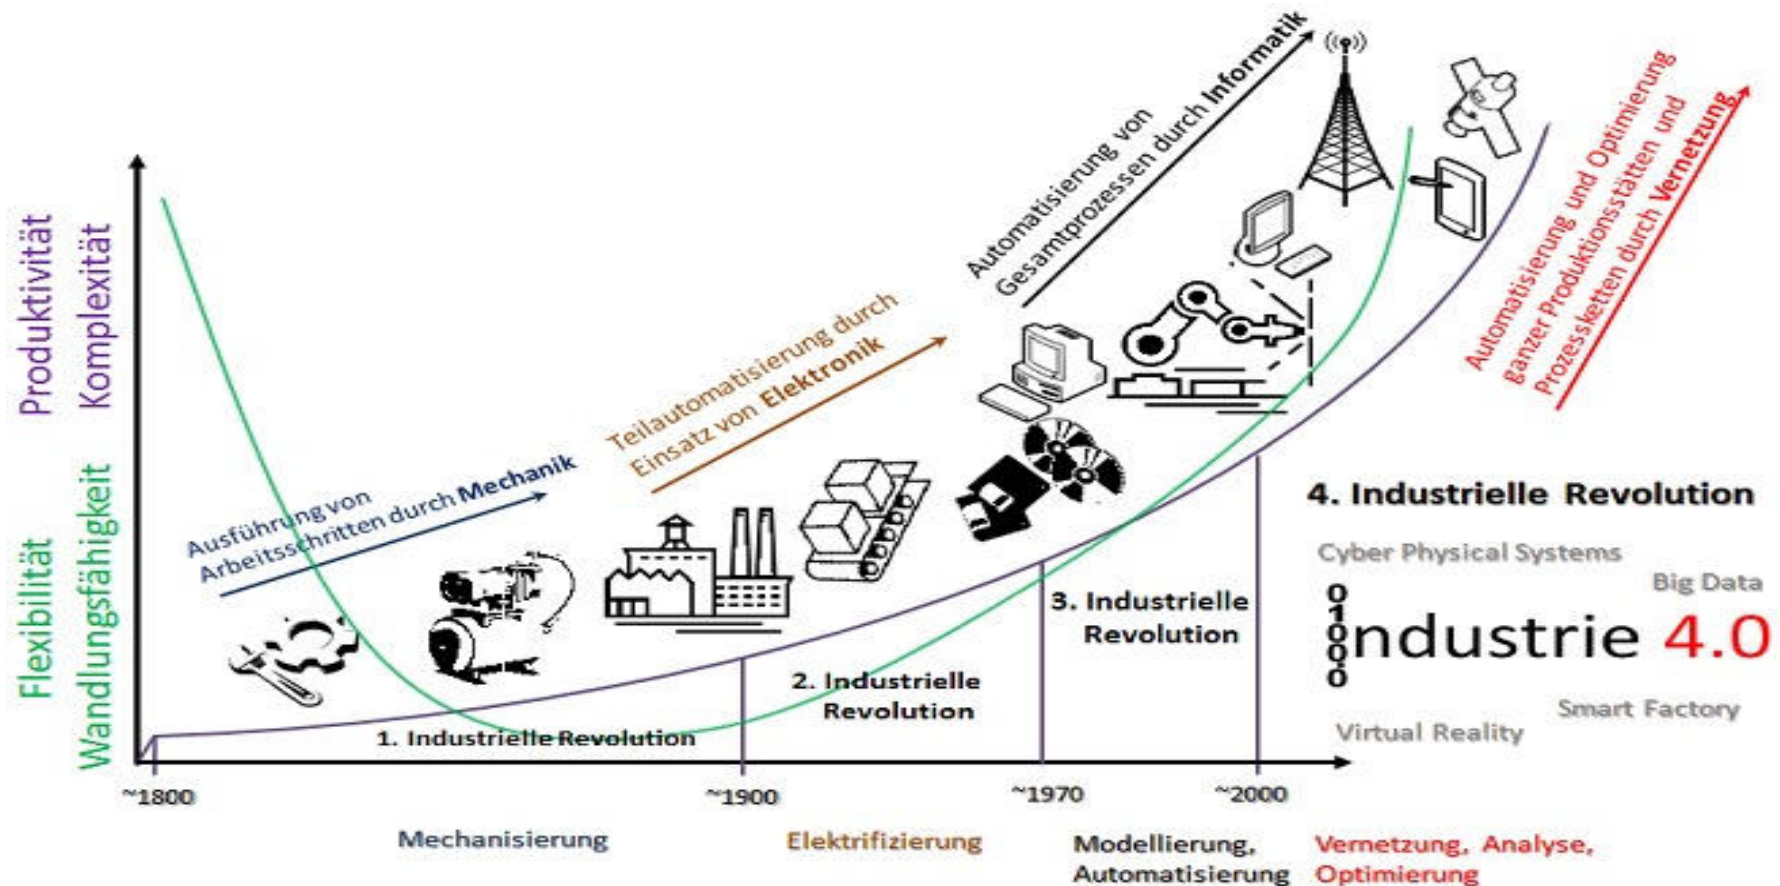 Produktivität
Komplexität
Flexibilität
Wandlungsfähigkeit
Ausführung von
Arbeitsschritten durch Mechanik
Teilautomatisierung durch
Einsatz von Elektronik
Automatisierung von
Gesamtprozessen durch Informatik
Automatisierung und Optimierung
ganzer Produktionsstätten und
Prozessketten durch Vernetzung
1. Industrielle Revolution
2. Industrielle
Revolution
3. Industrielle
Revolution
4. Industrielle Revolution
Cyber Physical Systems
Big Data
01000
ndustrie 4.0
Smart Factory
Virtual Reality
~1800
~1900
~1970
~2000
Mechanisierung
Elektrifizierung
Modellierung,
Automatisierung
Vernetzung, Analyse,
Optimierung